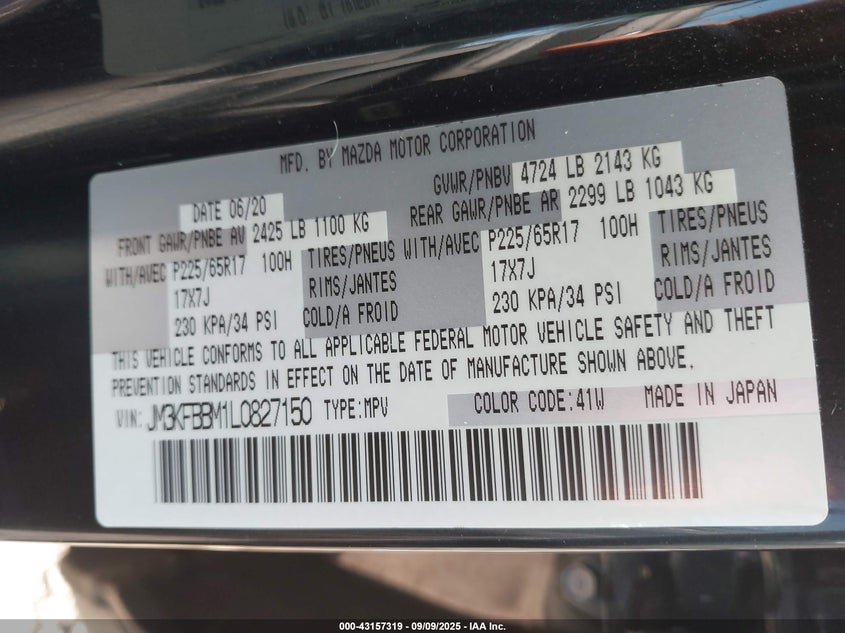 MFD. BY MAZDA MOTOR CORPORATION
DATE 06/20 GVWR/PNBV 4724 LB 2143 KG
FRONT GAWR/PNBE AV 2425 LB 1100 KG REAR GAWR/PNBE AR 2299 LB 1043 KG
WITH/AVEC P225/65R17 100H TIRES/PNEUS WITH/AVEC P225/65R17 100H TIRES/PNEUS
17X7J RIMS/JANTES 17X7J RIMS/JANTES
230 KPA/34 PSI COLD/A FROID 230 KPA/34 PSI COLD/A FROID
THIS VEHICLE CONFORMS TO ALL APPLICABLE FEDERAL MOTOR VEHICLE SAFETY AND THEFT
PREVENTION STANDARDS IN EFFECT ON THE DATE OF MANUFACTURE SHOWN ABOVE.
VIN: JM3KFBBM1L0827150 TYPE:MPV COLOR CODE:41W MADE IN JAPAN
000-43157319 - 09/09/2025 - IAA Inc.